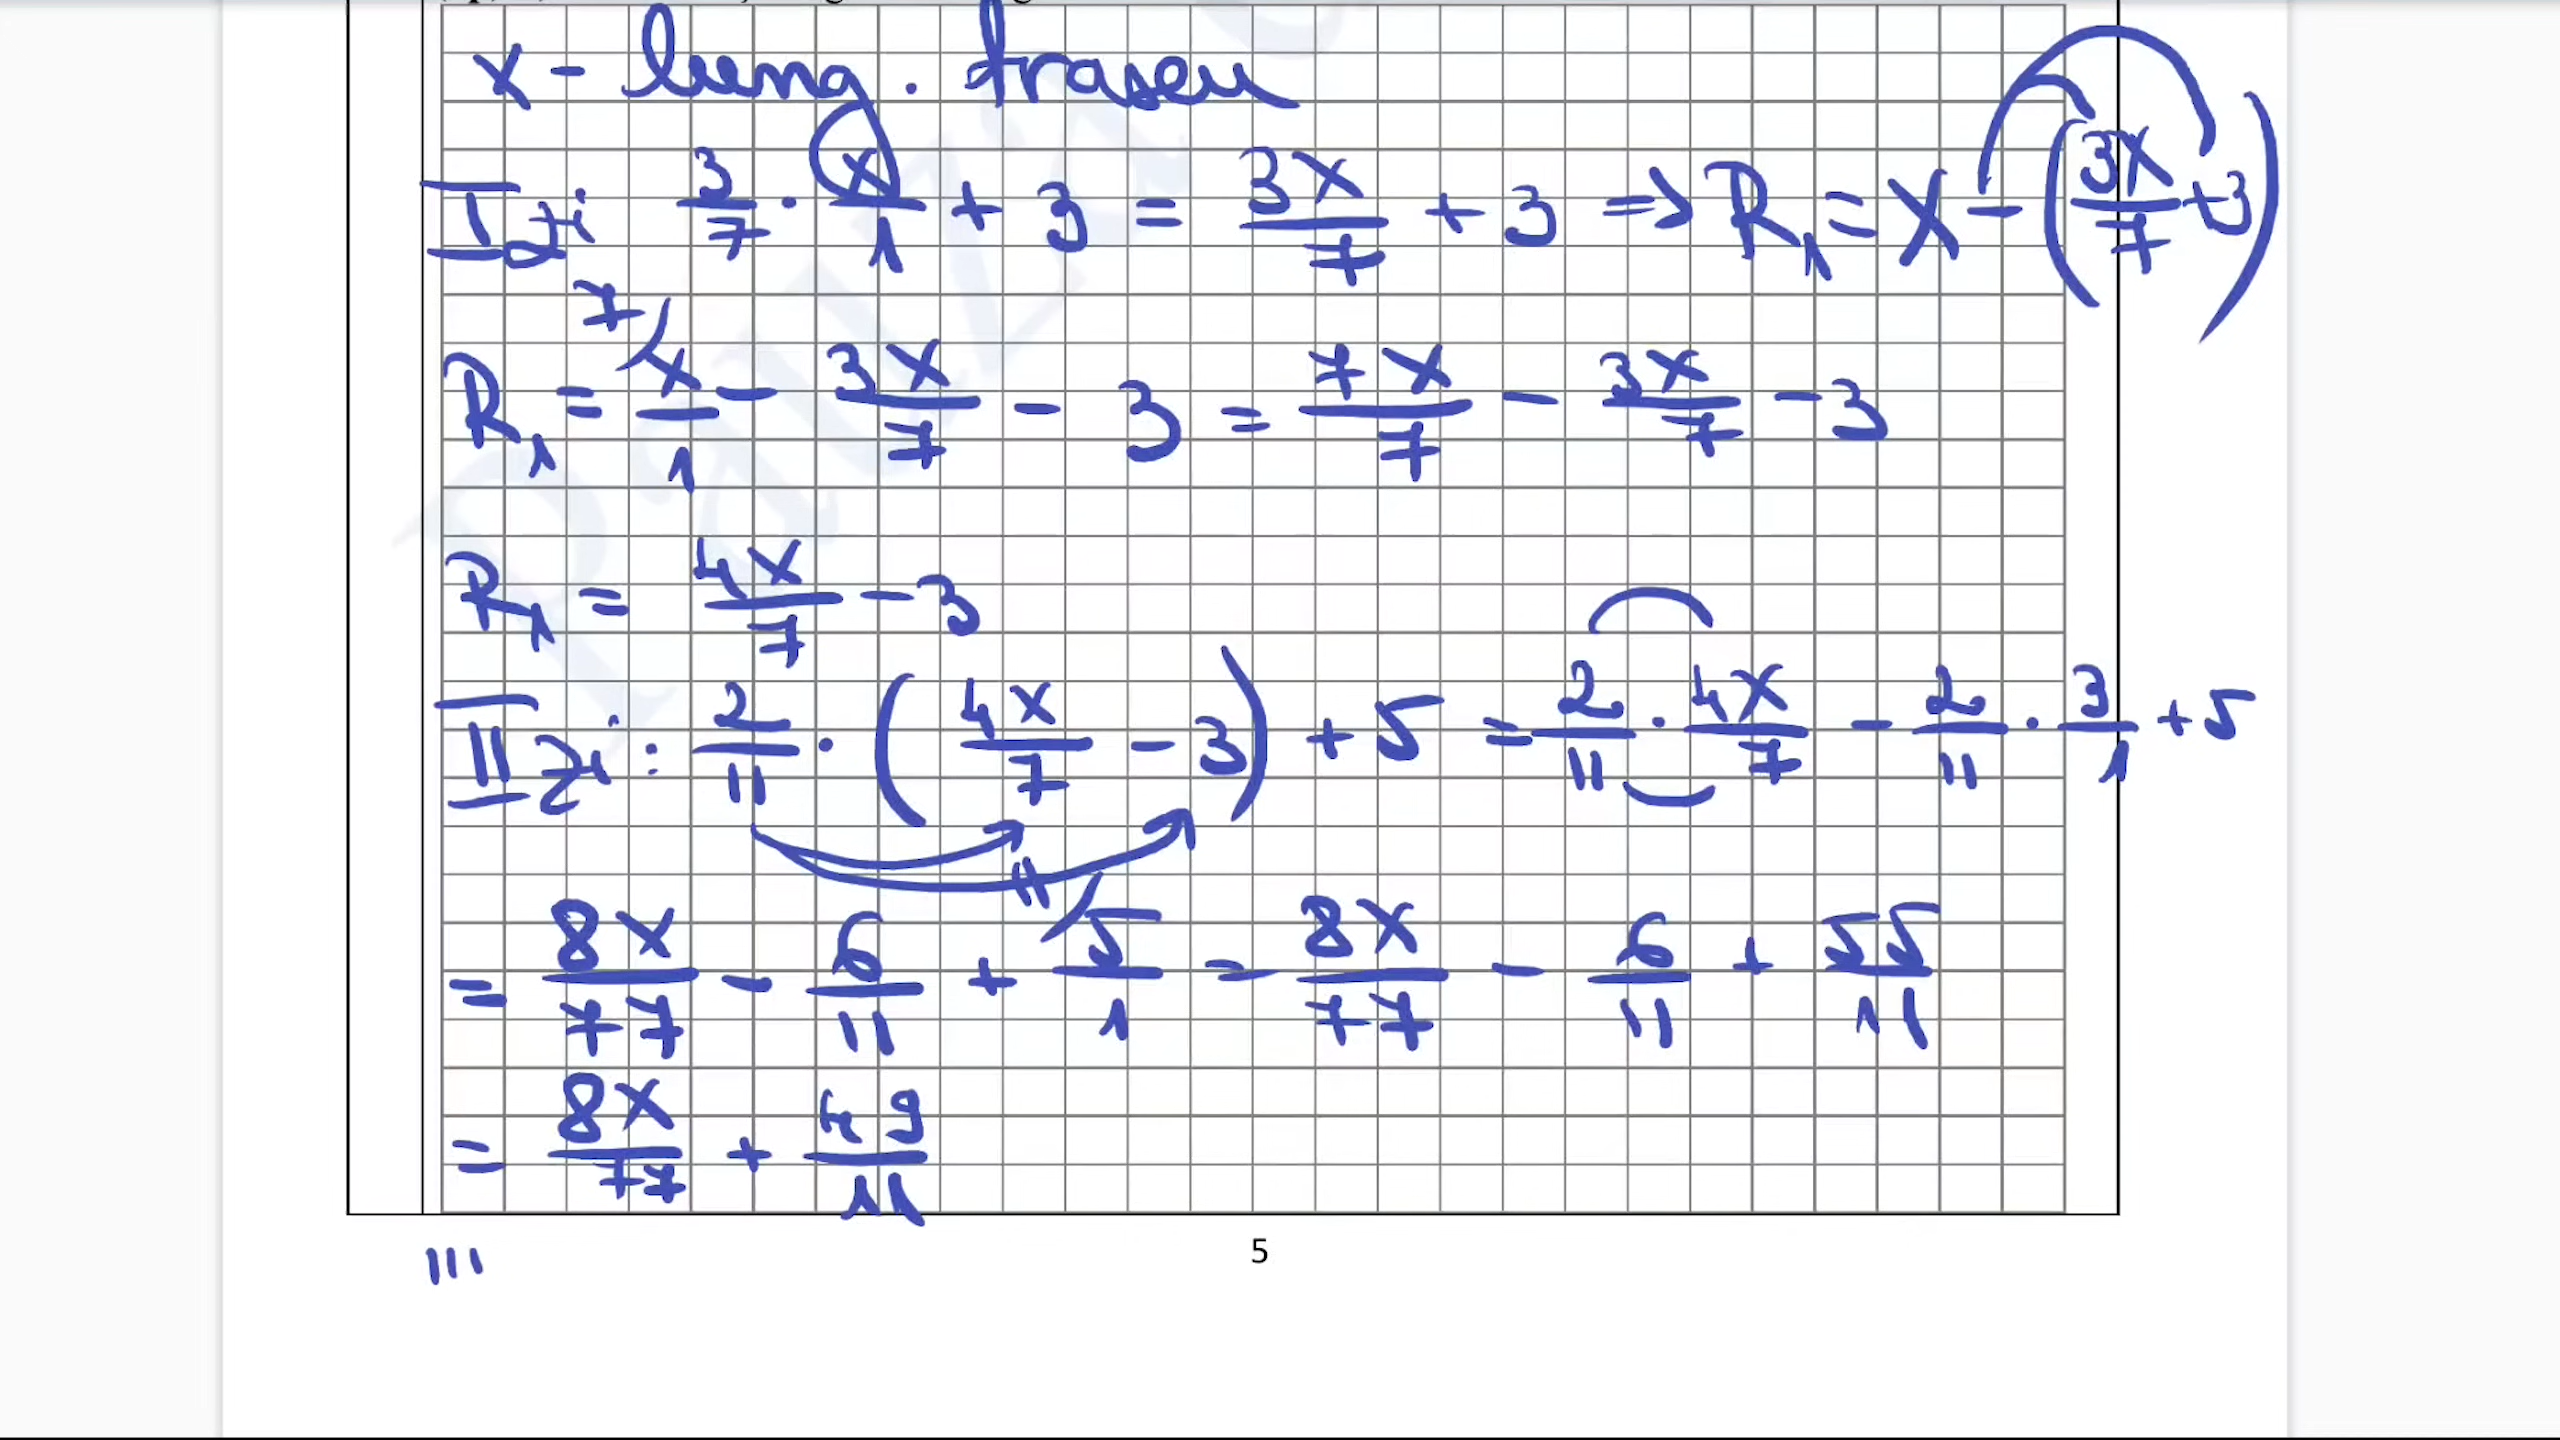 x - lung. traseu
I zi 3/7 · x/1 + 3 = 3x/7 + 3 => R₁ = x - (3x/7 + 3)
R₁ = ⁷⁾x/1 - 3x/7 - 3 = 7x/7 - 3x/7 - 3
R₁ = 4x/7 - 3
II zi : 2/11 · (4x/7 - 3) + 5 = 2/11 · 4x/7 - 2/11 · 3/1 + 5
= 8x/77 - 6/11 + ¹¹⁾5/1 = 8x/77 - 6/11 + 55/11
= 8x/77 + 49/11
III
5